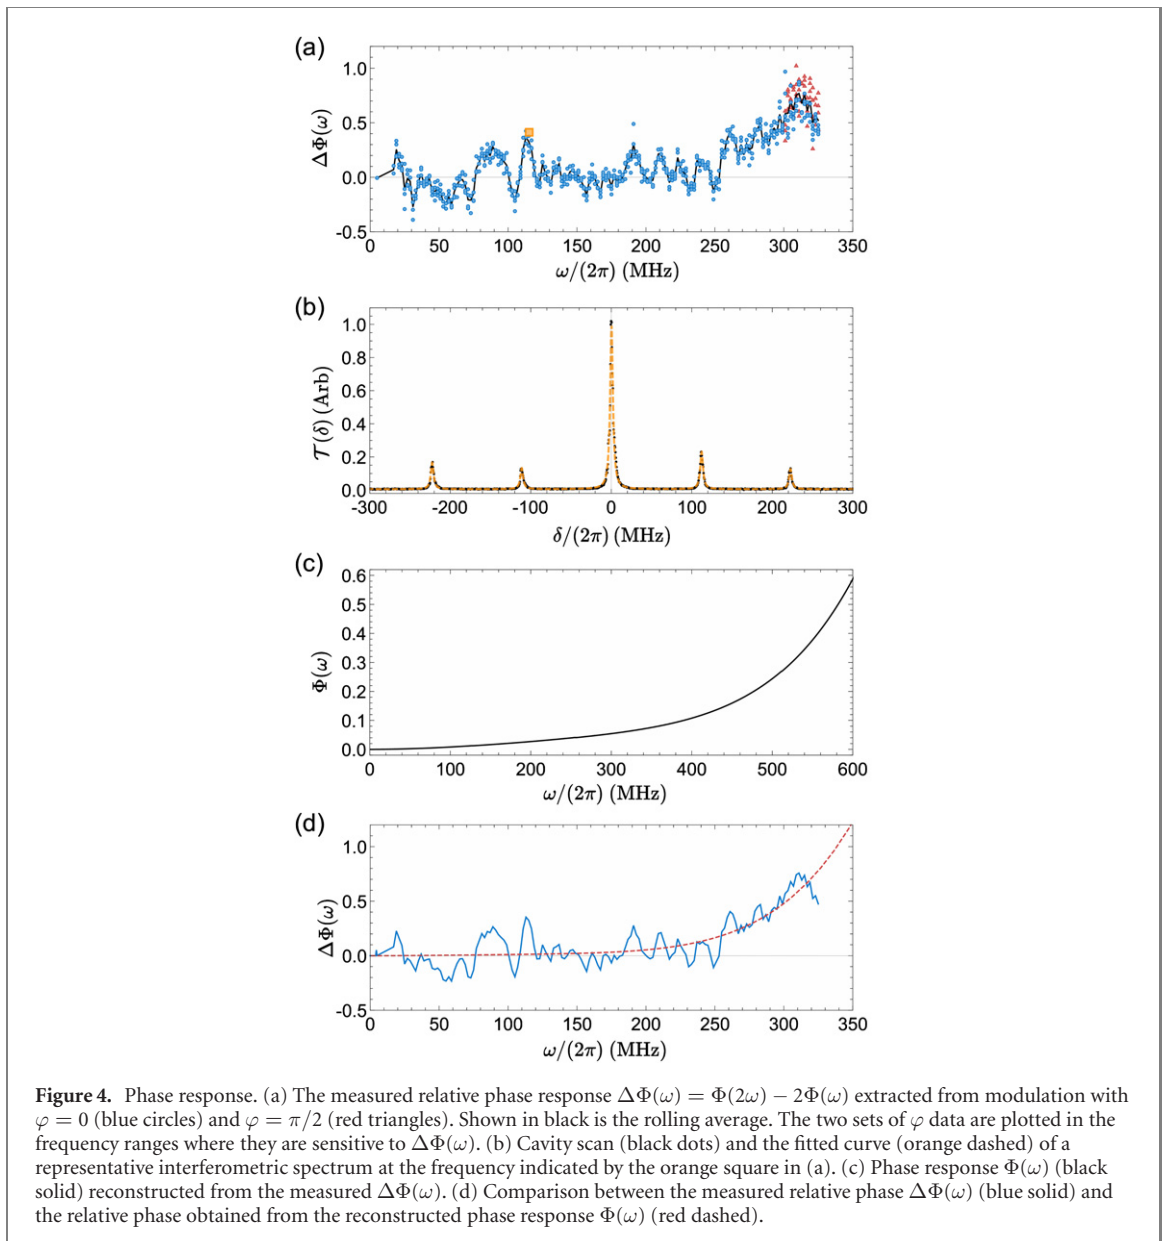 (a)
1.0
0.5
0.0
-0.5
ΔΦ(ω)
0 50 100 150 200 250 300 350
ω/(2π) (MHz)
(b)
1.0
0.8
0.6
0.4
0.2
0.0
𝒯(δ) (Arb)
-300 -200 -100 0 100 200 300
δ/(2π) (MHz)
(c)
0.6
0.5
0.4
0.3
0.2
0.1
0.0
Φ(ω)
0 100 200 300 400 500 600
ω/(2π) (MHz)
(d)
1.0
0.5
0.0
-0.5
ΔΦ(ω)
0 50 100 150 200 250 300 350
ω/(2π) (MHz)
Figure 4. Phase response. (a) The measured relative phase response ΔΦ(ω) = Φ(2ω) − 2Φ(ω) extracted from modulation with
φ = 0 (blue circles) and φ = π/2 (red triangles). Shown in black is the rolling average. The two sets of φ data are plotted in the
frequency ranges where they are sensitive to ΔΦ(ω). (b) Cavity scan (black dots) and the fitted curve (orange dashed) of a
representative interferometric spectrum at the frequency indicated by the orange square in (a). (c) Phase response Φ(ω) (black
solid) reconstructed from the measured ΔΦ(ω). (d) Comparison between the measured relative phase ΔΦ(ω) (blue solid) and
the relative phase obtained from the reconstructed phase response Φ(ω) (red dashed).